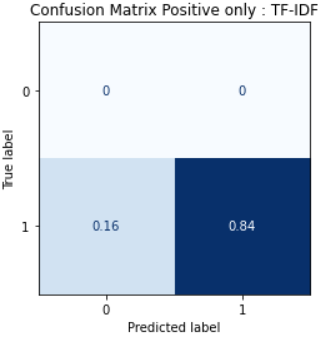 Confusion Matrix Positive only : TF-IDF
True label
0
0 0
1
0.16 0.84
0 1
Predicted label